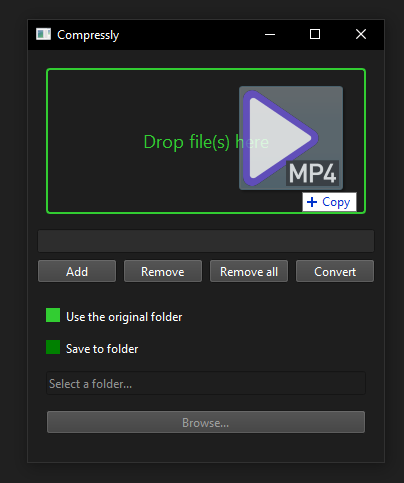 Compressly
Drop file(s) here
MP4
+ Copy
Add
Remove
Remove all
Convert
Use the original folder
Save to folder
Select a folder...
Browse...